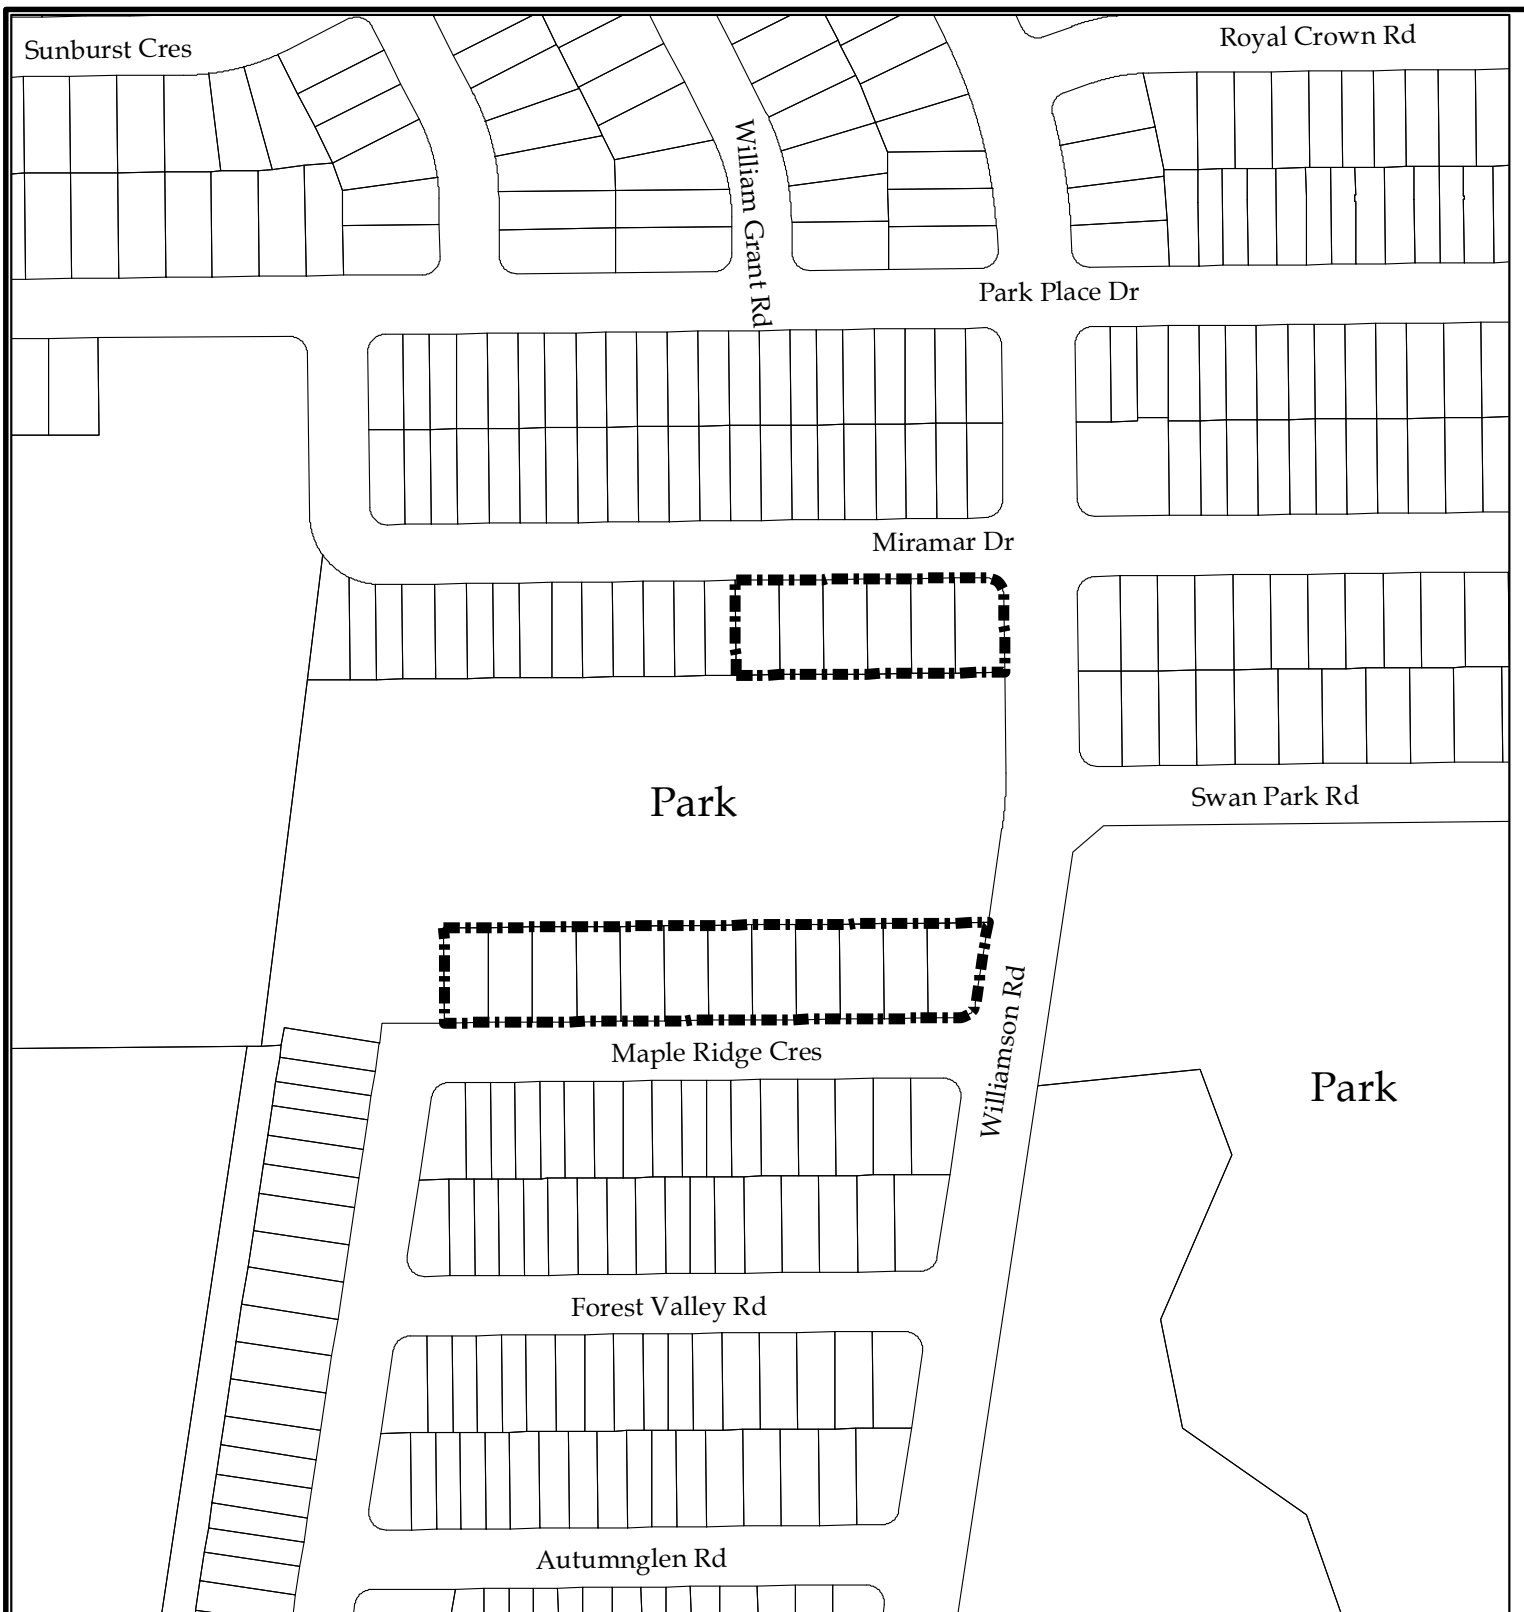 Sunburst Cres
Royal Crown Rd
William Grant Rd
Park Place Dr
Miramar Dr
Park
Swan Park Rd
Williamson Rd
Maple Ridge Cres
Park
Forest Valley Rd
Autumnglen Rd